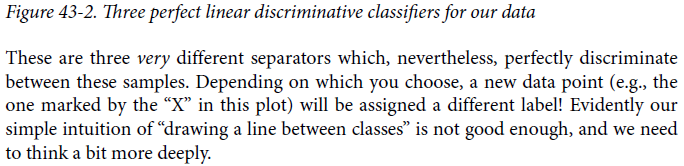 Figure 43-2. Three perfect linear discriminative classifiers for our data
These are three very different separators which, nevertheless, perfectly discriminate
between these samples. Depending on which you choose, a new data point (e.g., the
one marked by the “X” in this plot) will be assigned a different label! Evidently our
simple intuition of “drawing a line between classes” is not good enough, and we need
to think a bit more deeply.